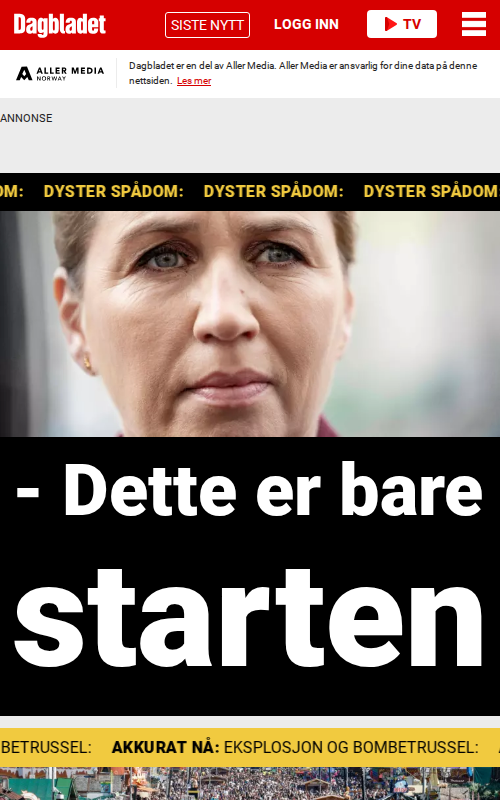 Dagbladet
SISTE NYTT
LOGG INN
TV
ALLER MEDIA
NORWAY
Dagbladet er en del av Aller Media. Aller Media er ansvarlig for dine data på denne
nettsiden. Les mer
ANNONSE
OM: DYSTER SPÅDOM: DYSTER SPÅDOM: DYSTER SPÅDOM:
- Dette er bare
starten
BETRUSSEL: AKKURAT NÅ: EKSPLOSJON OG BOMBETRUSSEL: